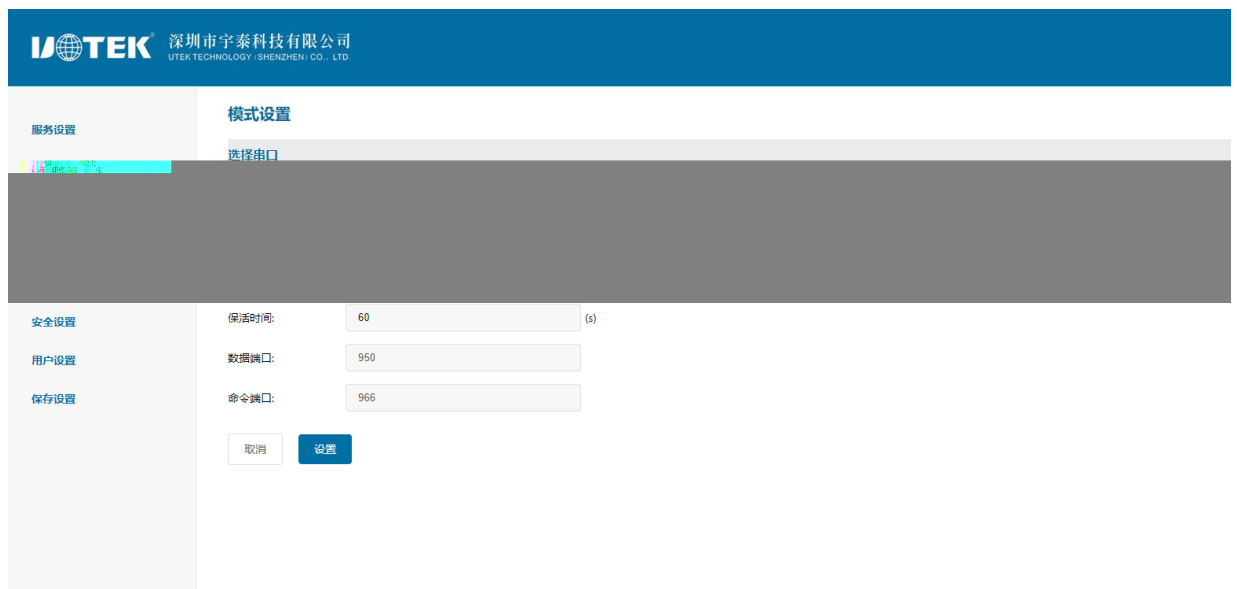 UOTEK® 深圳市宇泰科技有限公司
UTEK TECHNOLOGY (SHENZHEN) CO., LTD.
服务设置
模式设置
选择串口
安全设置
保活时间: 60 (s)
用户设置
数据端口: 950
保存设置
命令端口: 966
取消 设置